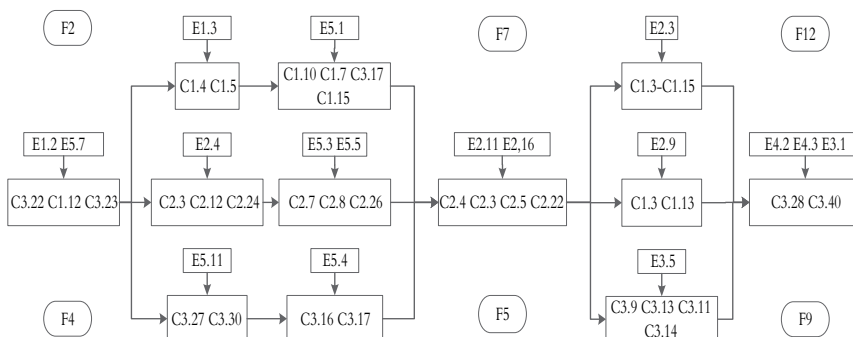 F2
E1.3
E5.1
F7
E2.3
F12
C1.4 C1.5
C1.10 C1.7 C3.17
C1.15
C1.3-C1.15
E1.2 E5.7
E2.4
E5.3 E5.5
E2.11 E2,16
E2.9
E4.2 E4.3 E3.1
C3.22 C1.12 C3.23
C2.3 C2.12 C2.24
C2.7 C2.8 C2.26
C2.4 C2.3 C2.5 C2.22
C1.3 C1.13
C3.28 C3.40
E5.11
E5.4
E3.5
F4
C3.27 C3.30
C3.16 C3.17
F5
C3.9 C3.13 C3.11
C3.14
F9